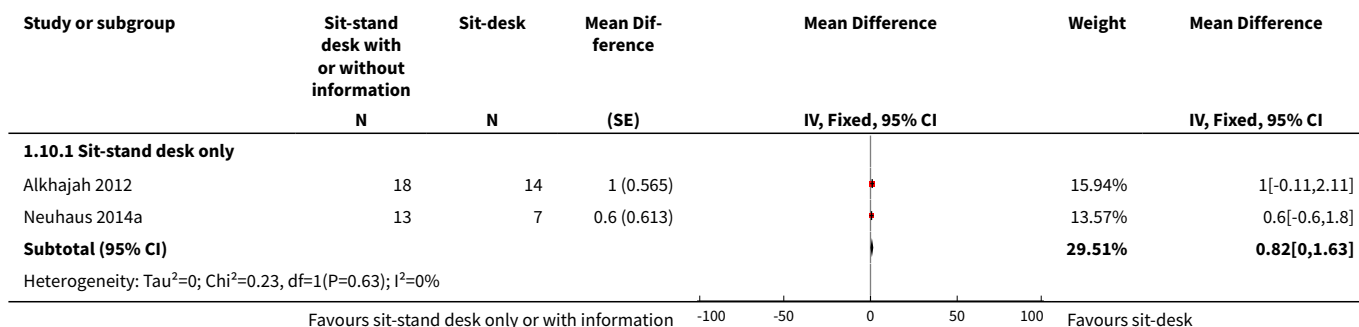 Study or subgroup Sit-stand desk with or without information Sit-desk Mean Dif-ference Mean Difference Weight Mean Difference
N N (SE) IV, Fixed, 95% CI IV, Fixed, 95% CI
1.10.1 Sit-stand desk only
Alkhajah 2012 18 14 1 (0.565) 15.94% 1[-0.11,2.11]
Neuhaus 2014a 13 7 0.6 (0.613) 13.57% 0.6[-0.6,1.8]
Subtotal (95% CI) 29.51% 0.82[0,1.63]
Heterogeneity: Tau²=0; Chi²=0.23, df=1(P=0.63); I²=0%
Favours sit-stand desk only or with information -100 -50 0 50 100 Favours sit-desk